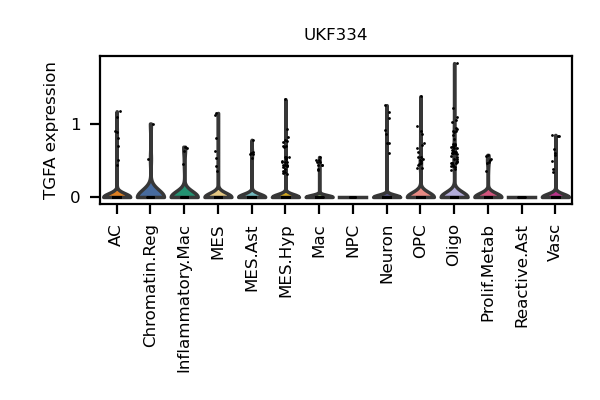 UKF334
TGFA expression
1
0
AC
Chromatin.Reg
Inflammatory.Mac
MES
MES.Ast
MES.Hyp
Mac
NPC
Neuron
OPC
Oligo
Prolif.Metab
Reactive.Ast
Vasc